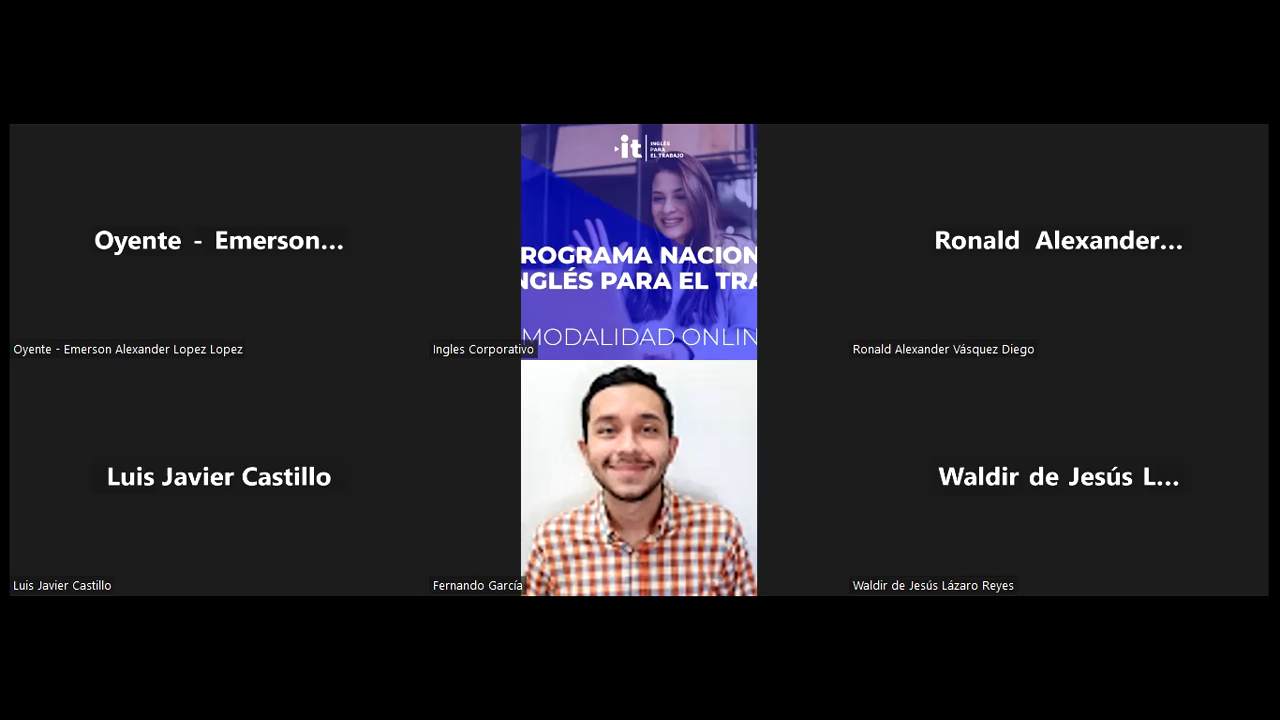 it
INGLÉS
PARA
EL TRABAJO
Oyente - Emerson...
ROGRAMA NACION
NGLÉS PARA EL TRA
MODALIDAD ONLIN
Ronald Alexander...
Oyente - Emerson Alexander Lopez Lopez
Ingles Corporativo
Ronald Alexander Vásquez Diego
Luis Javier Castillo
Waldir de Jesús L...
Luis Javier Castillo
Fernando García
Waldir de Jesús Lázaro Reyes